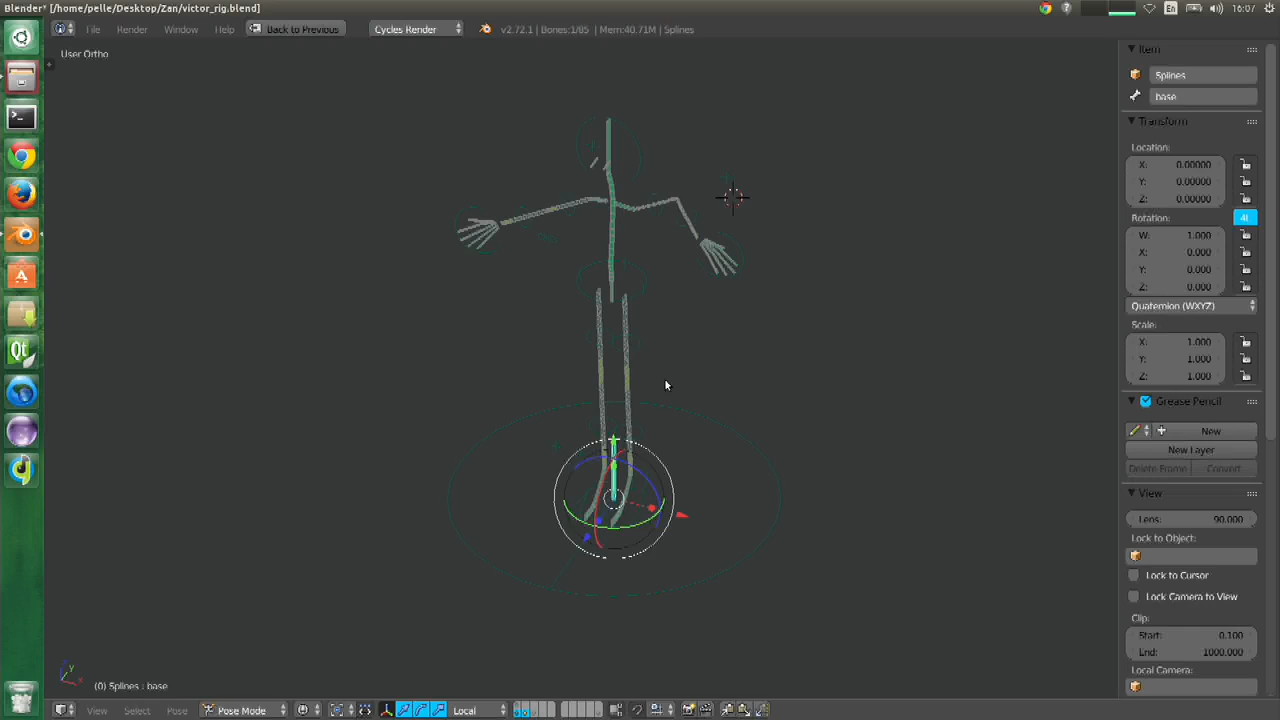 Blender* [/home/pelle/Desktop/Zan/victor_rig.blend]
En
16:07
File Render Window Help Back to Previous Cycles Render v2.72.1 | Bones:1/85 | Mem:40.71M | Splines
User Ortho
Item
Splines
base
Transform
Location:
X: 0.00000
Y: 0.00000
Z: 0.00000
Rotation:
W: 1.000
X: 0.000
Y: 0.000
Z: 0.000
Quaternion (WXYZ)
Scale:
X: 1.000
Y: 1.000
Z: 1.000
Grease Pencil
New
New Layer
Delete Frame Convert
View
Lens: 90.000
Lock to Object:
Lock to Cursor
Lock Camera to View
Clip:
Start: 0.100
End: 1000.000
Local Camera:
Qt
y
(0) Splines : base
View Select Pose Pose Mode Local